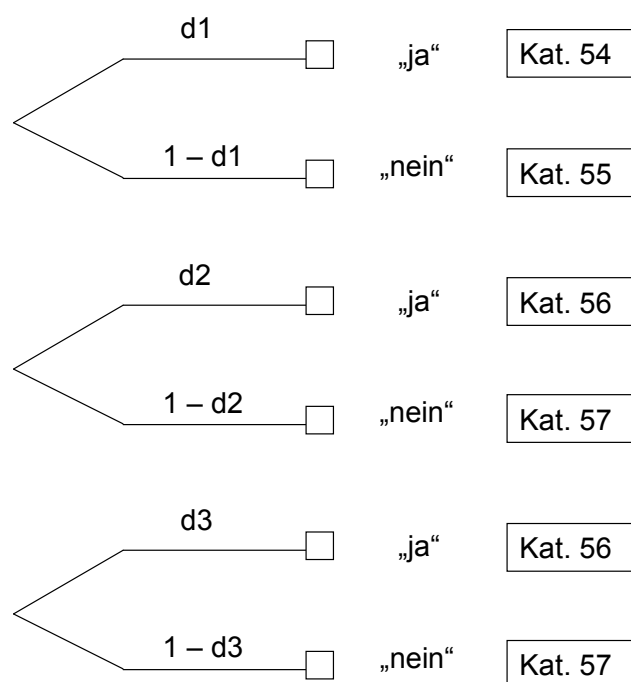 d1 „ja“ Kat. 54
1 – d1 „nein“ Kat. 55
d2 „ja“ Kat. 56
1 – d2 „nein“ Kat. 57
d3 „ja“ Kat. 56
1 – d3 „nein“ Kat. 57